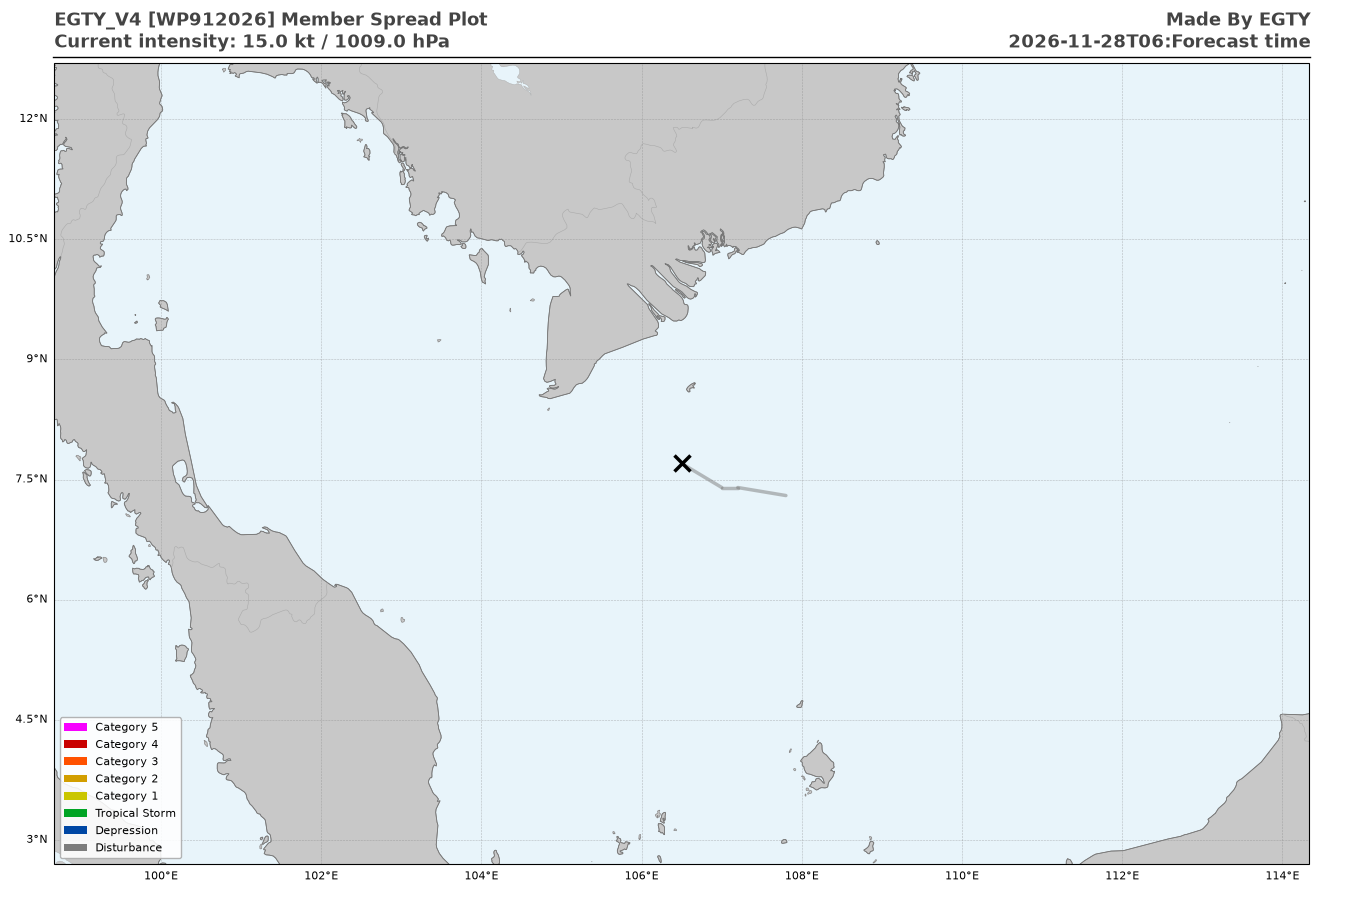 EGTY_V4 [WP912026] Member Spread Plot
Made By EGTY
Current intensity: 15.0 kt / 1009.0 hPa
2026-11-28T06:Forecast time
12°N
10.5°N
9°N
7.5°N
6°N
4.5°N
3°N
Category 5
Category 4
Category 3
Category 2
Category 1
Tropical Storm
Depression
Disturbance
100°E
102°E
104°E
106°E
108°E
110°E
112°E
114°E